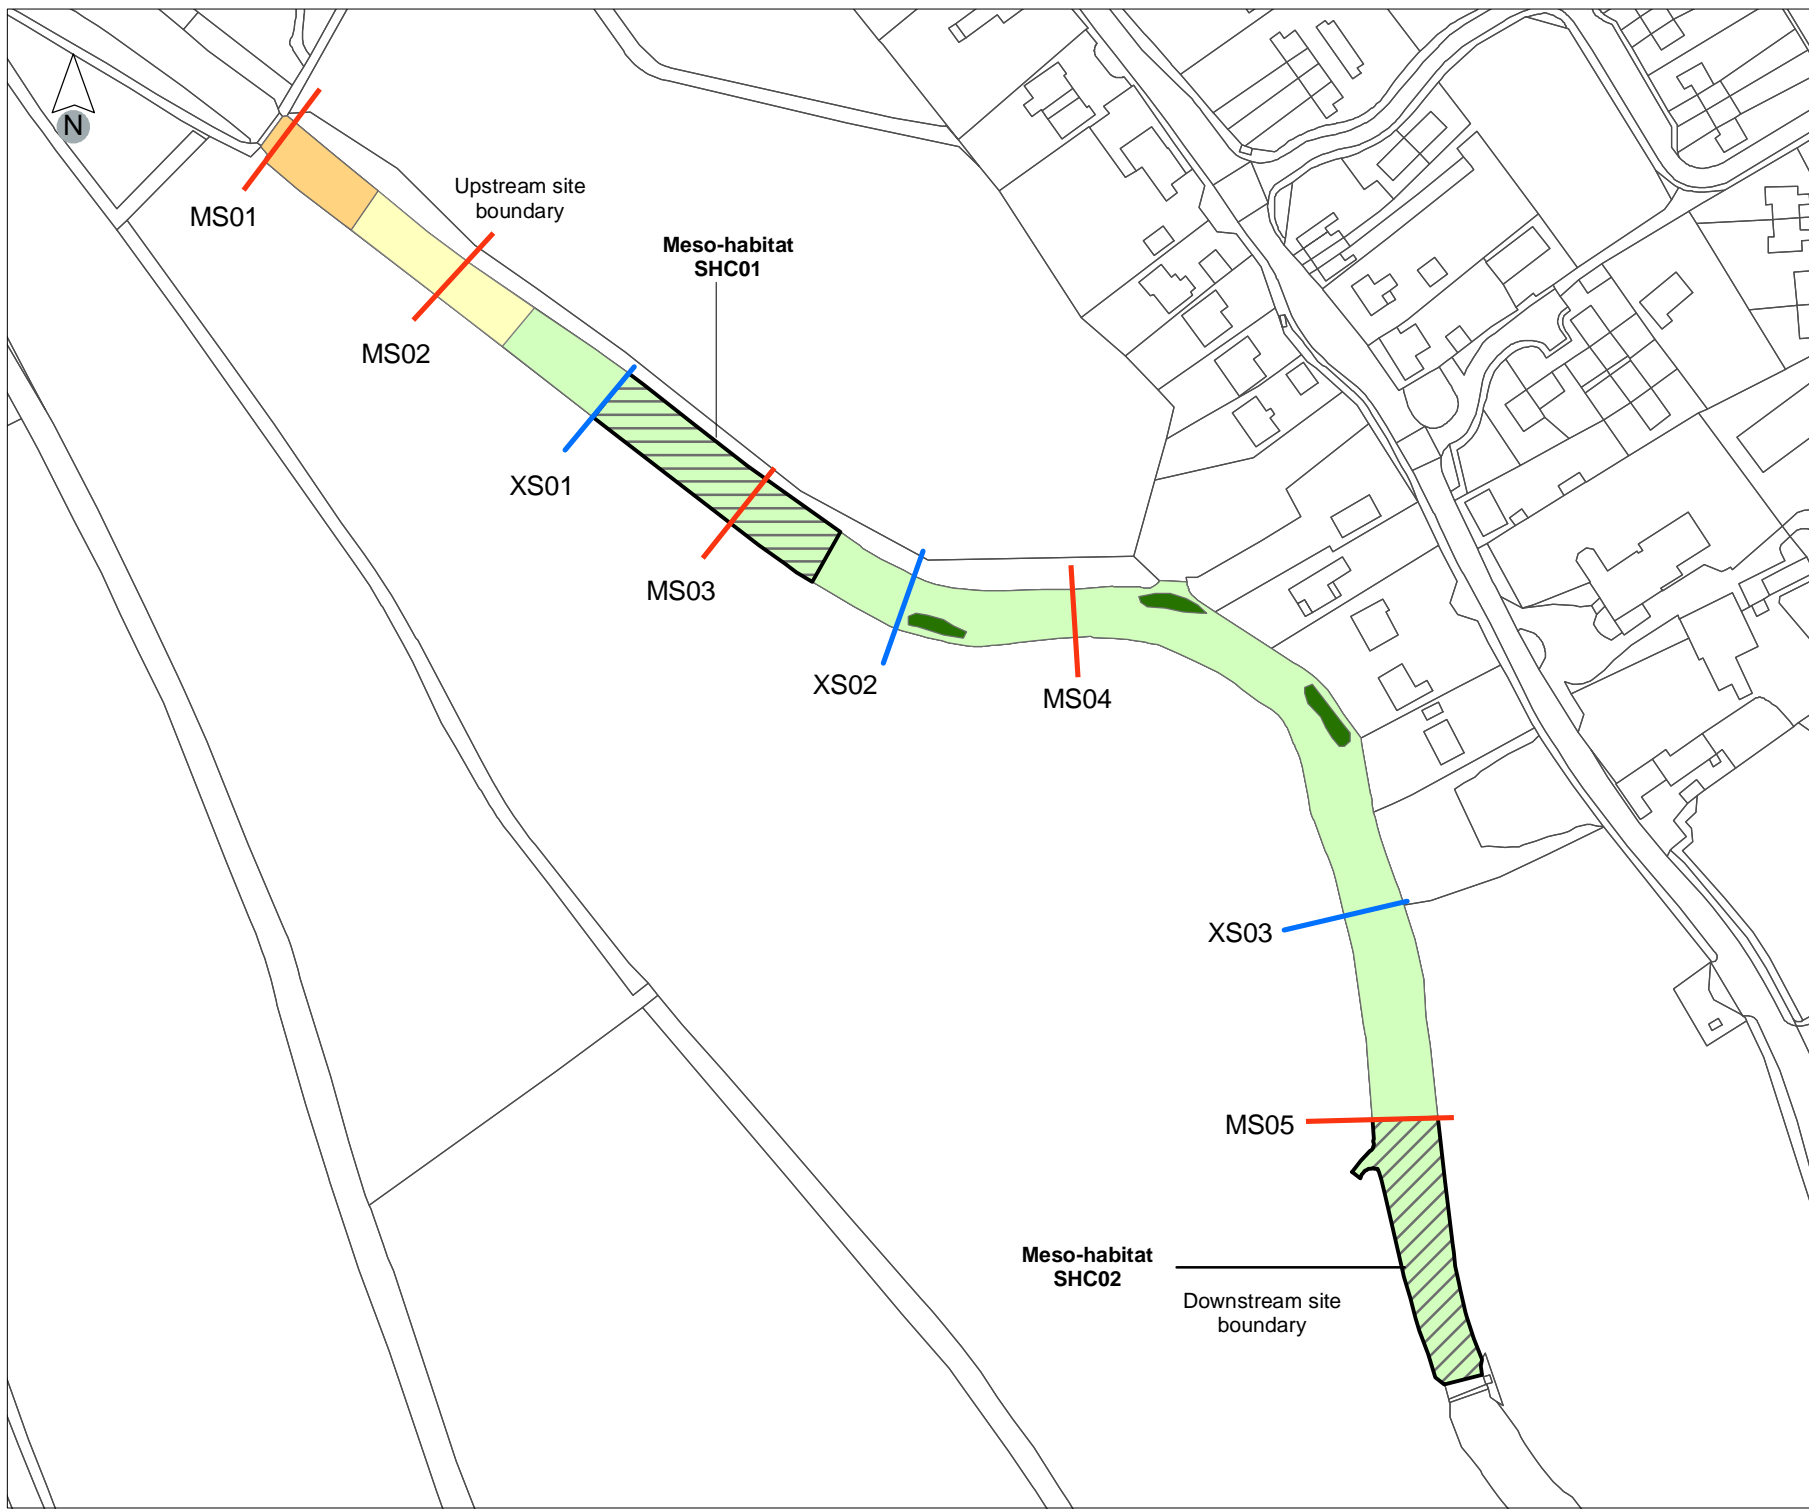 N
MS01
Upstream site
boundary
MS02
Meso-habitat
SHC01
XS01
MS03
XS02
MS04
XS03
MS05
Meso-habitat
SHC02
Downstream site
boundary